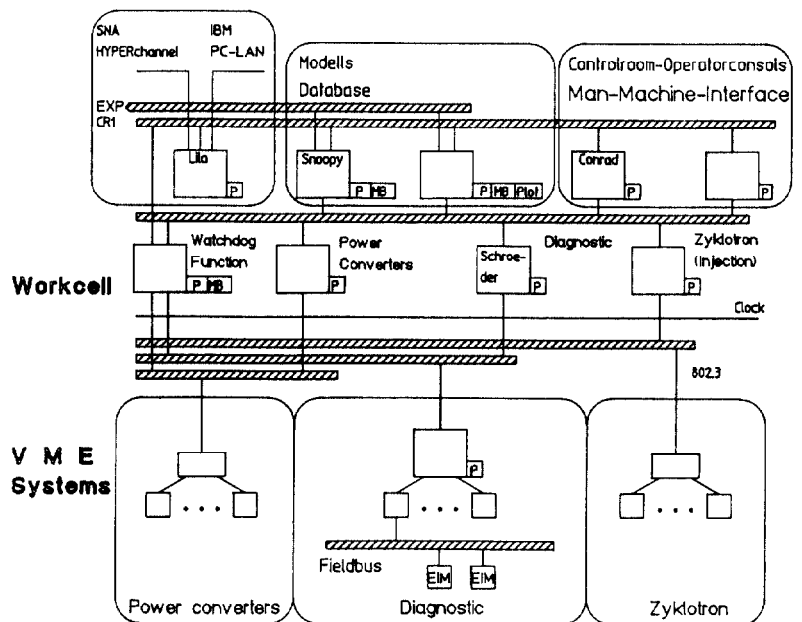 SNA
HYPERchannel
IBM
PC-LAN
Modells
Database
Controlroom-Operatorconsols
Man-Machine-Interface
EXP
CR1
Lila
P
Snoopy
P MB
P MB Plot
Conrad
P
P
Workcell
Watchdog
Function
P MB
Power
Converters
P
Schroe-
der
P
Diagnostic
Zyklotron
(Injection)
P
Clock
802.3
V M E
Systems
P
Fieldbus
EIM
EIM
Power converters
Diagnostic
Zyklotron